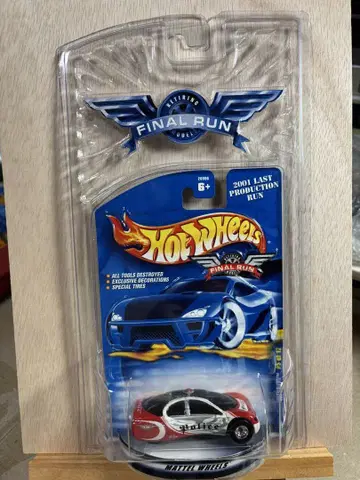 RETIRING
FINAL RUN
MODELS
6+
2001 LAST
PRODUCTION
RUN
HOT WHEELS
FINAL RUN
• ALL TOOLS DESTROYED
• EXCLUSIVE DECORATIONS
• SPECIAL TIRES
Police
MATTEL WHEELS